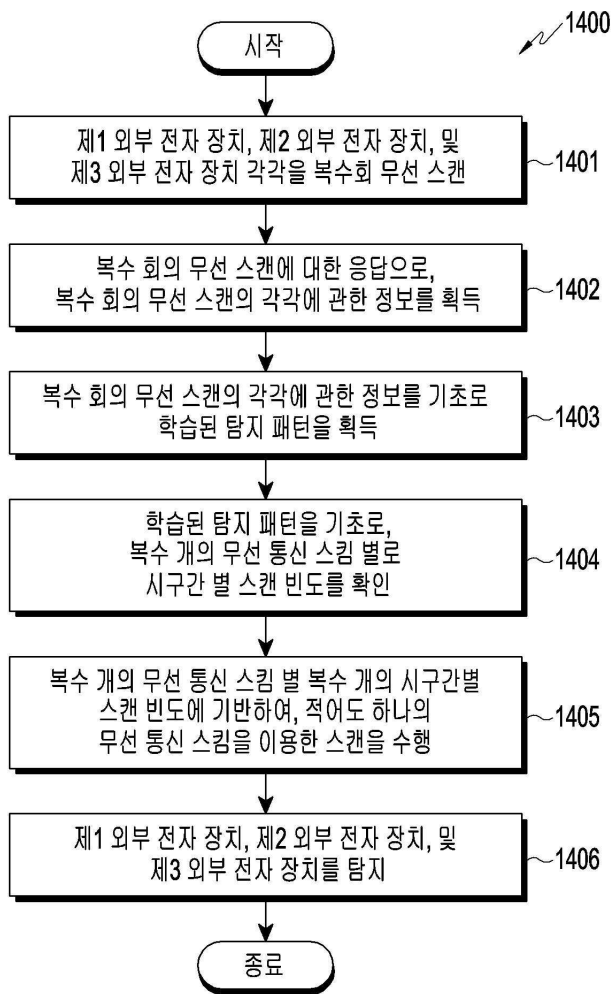 1400
시작
제1 외부 전자 장치, 제2 외부 전자 장치, 및
제3 외부 전자 장치 각각을 복수회 무선 스캔
1401
복수 회의 무선 스캔에 대한 응답으로,
복수 회의 무선 스캔의 각각에 관한 정보를 획득
1402
복수 회의 무선 스캔의 각각에 관한 정보를 기초로
학습된 탐지 패턴을 획득
1403
학습된 탐지 패턴을 기초로,
복수 개의 무선 통신 스킴 별로
시구간 별 스캔 빈도를 확인
1404
복수 개의 무선 통신 스킴 별 복수 개의 시구간별
스캔 빈도에 기반하여, 적어도 하나의
무선 통신 스킴을 이용한 스캔을 수행
1405
제1 외부 전자 장치, 제2 외부 전자 장치, 및
제3 외부 전자 장치를 탐지
1406
종료